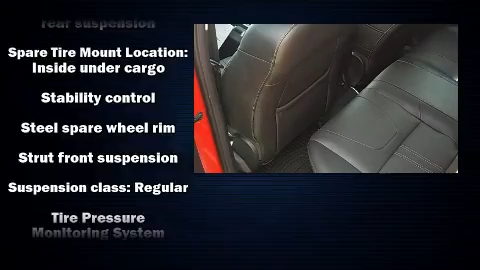 rear suspension
Spare Tire Mount Location:
Inside under cargo
Stability control
Steel spare wheel rim
Strut front suspension
Suspension class: Regular
Tire Pressure
Monitoring System